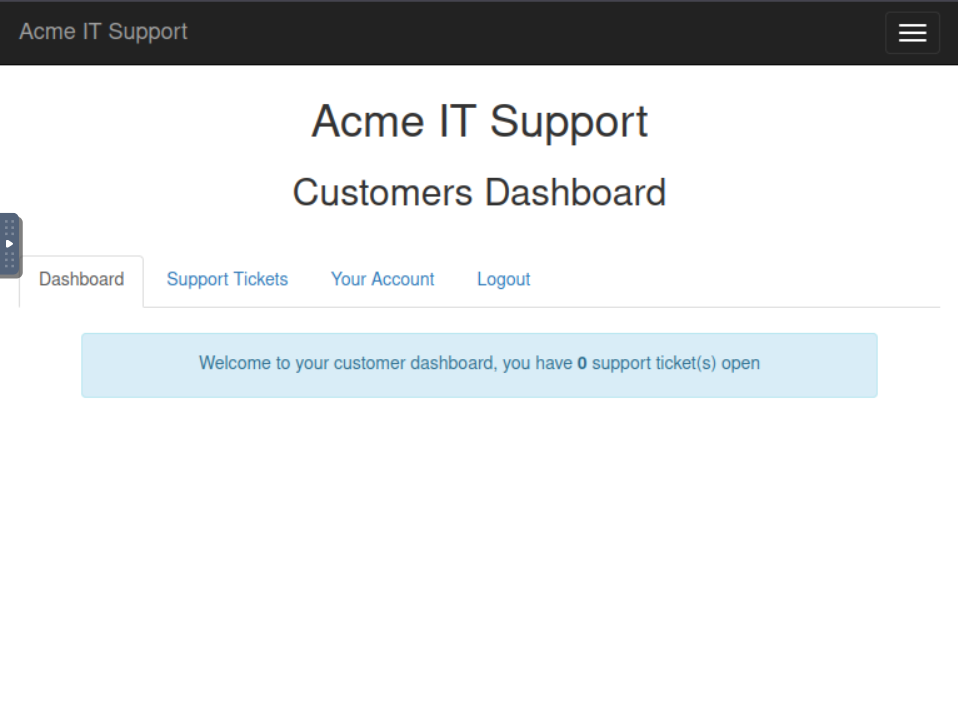 Acme IT Support
Acme IT Support
Customers Dashboard
Dashboard Support Tickets Your Account Logout
Welcome to your customer dashboard, you have 0 support ticket(s) open